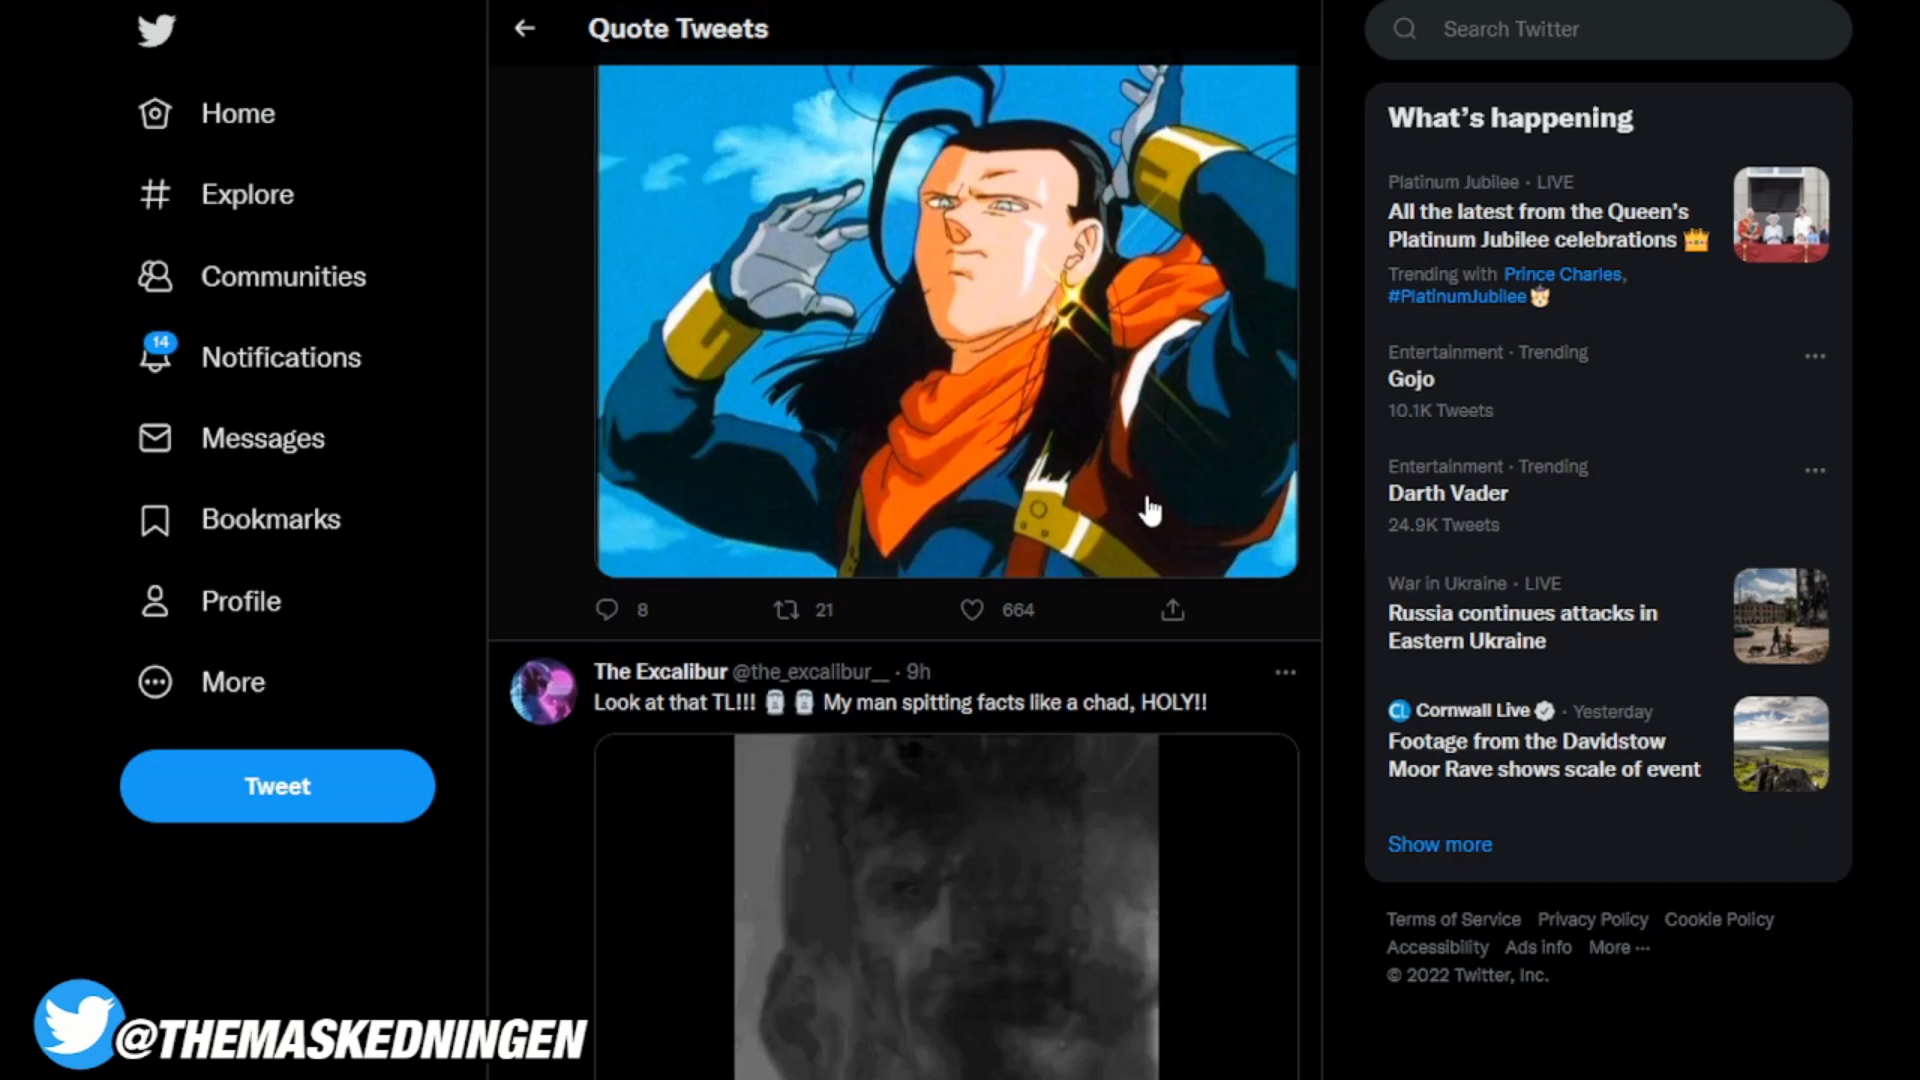 Home
Explore
Communities
14
Notifications
Messages
Bookmarks
Profile
More
Tweet
@THEMASKEDNINGEN
Quote Tweets
8 21 664
The Excalibur @the_excalibur__ · 9h
Look at that TL!!! 🗿 🗿 My man spitting facts like a chad, HOLY!!
Search Twitter
What's happening
Platinum Jubilee · LIVE
All the latest from the Queen's
Platinum Jubilee celebrations 👑
Trending with Prince Charles,
#PlatinumJubilee
Entertainment · Trending
Gojo
10.1K Tweets
Entertainment · Trending
Darth Vader
24.9K Tweets
War in Ukraine · LIVE
Russia continues attacks in
Eastern Ukraine
CL Cornwall Live · Yesterday
Footage from the Davidstow
Moor Rave shows scale of event
Show more
Terms of Service Privacy Policy Cookie Policy
Accessibility Ads info More ···
© 2022 Twitter, Inc.